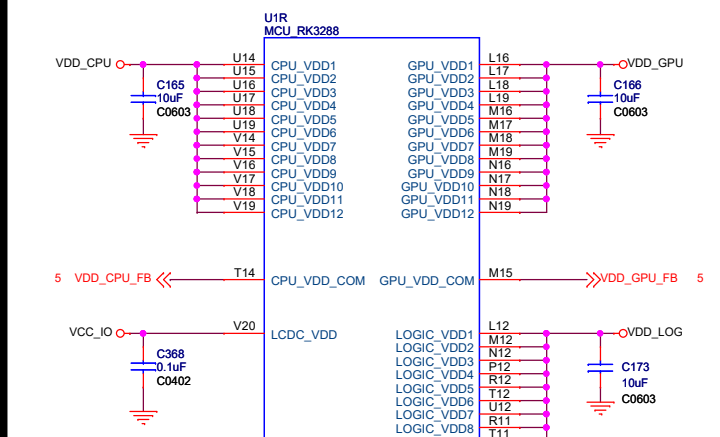 U1R
MCU_RK3288
VDD_CPU U14 CPU_VDD1 GPU_VDD1 L16 VDD_GPU
U15 CPU_VDD2 GPU_VDD2 L17
C165 U16 CPU_VDD3 GPU_VDD3 L18 C166
10uF U17 CPU_VDD4 GPU_VDD4 L19 10uF
C0603 U18 CPU_VDD5 GPU_VDD5 M16 C0603
U19 CPU_VDD6 GPU_VDD6 M17
V14 CPU_VDD7 GPU_VDD7 M18
V15 CPU_VDD8 GPU_VDD8 M19
V16 CPU_VDD9 GPU_VDD9 N16
V17 CPU_VDD10 GPU_VDD10 N17
V18 CPU_VDD11 GPU_VDD11 N18
V19 CPU_VDD12 GPU_VDD12 N19
5 VDD_CPU_FB T14 CPU_VDD_COM GPU_VDD_COM M15 VDD_GPU_FB 5
VCC_IO V20 LCDC_VDD LOGIC_VDD1 L12 VDD_LOG
LOGIC_VDD2 M12
C368 LOGIC_VDD3 N12
0.1uF LOGIC_VDD4 P12 C173
C0402 LOGIC_VDD5 R12 10uF
LOGIC_VDD6 T12 C0603
LOGIC_VDD7 U12
LOGIC_VDD8 R11
T11